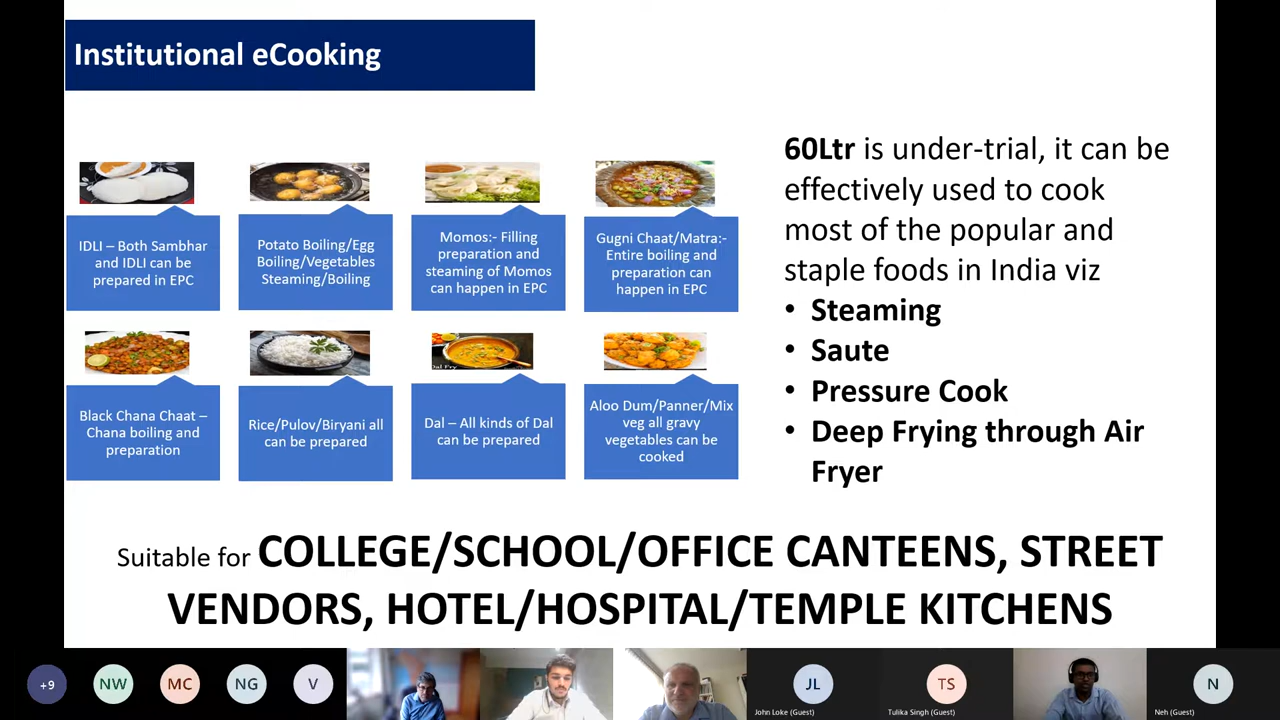 Institutional eCooking
IDLI – Both Sambhar
and IDLI can be
prepared in EPC
Potato Boiling/Egg
Boiling/Vegetables
Steaming/Boiling
Momos:- Filling
preparation and
steaming of Momos
can happen in EPC
Gugni Chaat/Matra:-
Entire boiling and
preparation can
happen in EPC
Dal Fry
Black Chana Chaat –
Chana boiling and
preparation
Rice/Pulov/Biryani all
can be prepared
Dal – All kinds of Dal
can be prepared
Aloo Dum/Panner/Mix
veg all gravy
vegetables can be
cooked
60Ltr is under-trial, it can be
effectively used to cook
most of the popular and
staple foods in India viz
• Steaming
• Saute
• Pressure Cook
• Deep Frying through Air
Fryer
Suitable for COLLEGE/SCHOOL/OFFICE CANTEENS, STREET
VENDORS, HOTEL/HOSPITAL/TEMPLE KITCHENS
+9
NW
MC
NG
V
JL
John Loke (Guest)
TS
Tulika Singh (Guest)
N
Neh (Guest)